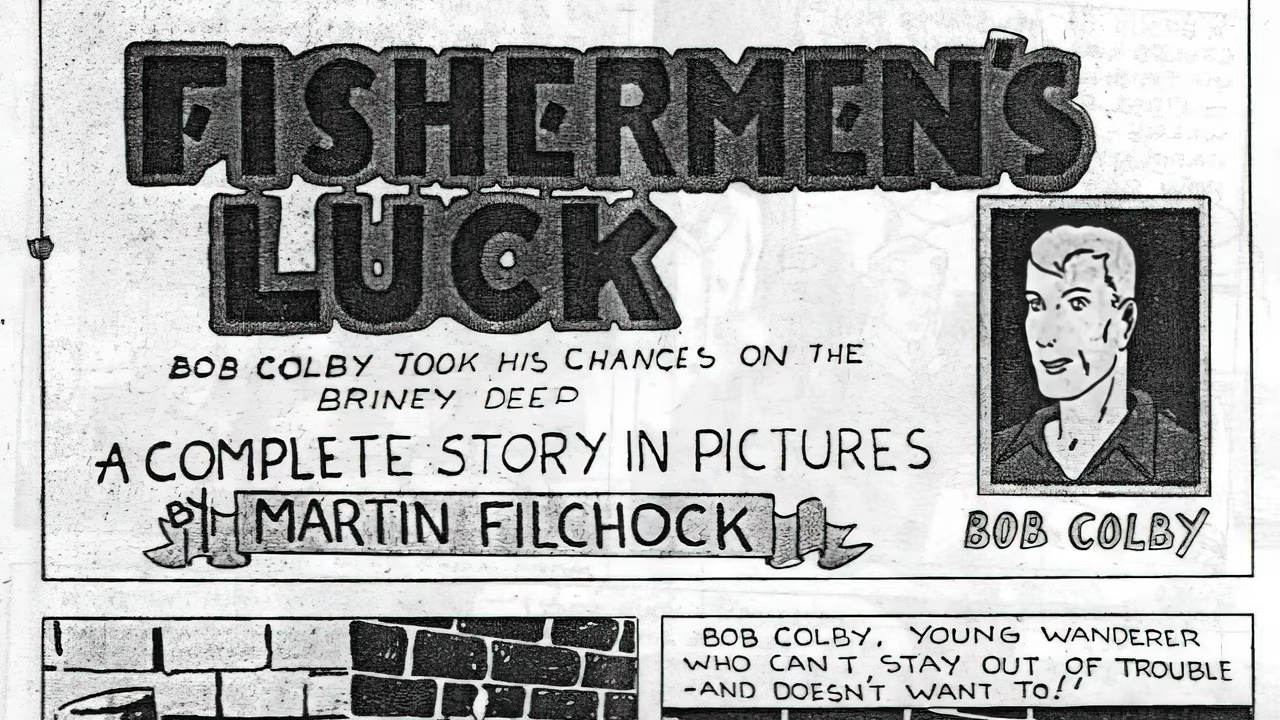 FISHERMEN'S
LUCK
BOB COLBY TOOK HIS CHANCES ON THE
BRINEY DEEP
A COMPLETE STORY IN PICTURES
BY MARTIN FILCHOCK
BOB COLBY
BOB COLBY, YOUNG WANDERER
WHO CAN'T STAY OUT OF TROUBLE
-AND DOESN'T WANT TO!!